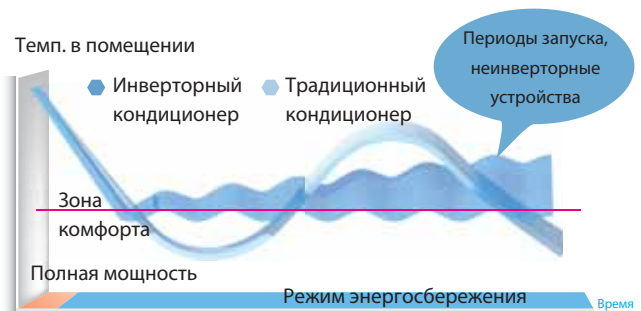 Темп. в помещении
Периоды запуска,
неинверторные
устройства
Инверторный
кондиционер
Традиционный
кондиционер
Зона
комфорта
Полная мощность
Режим энергосбережения
Время